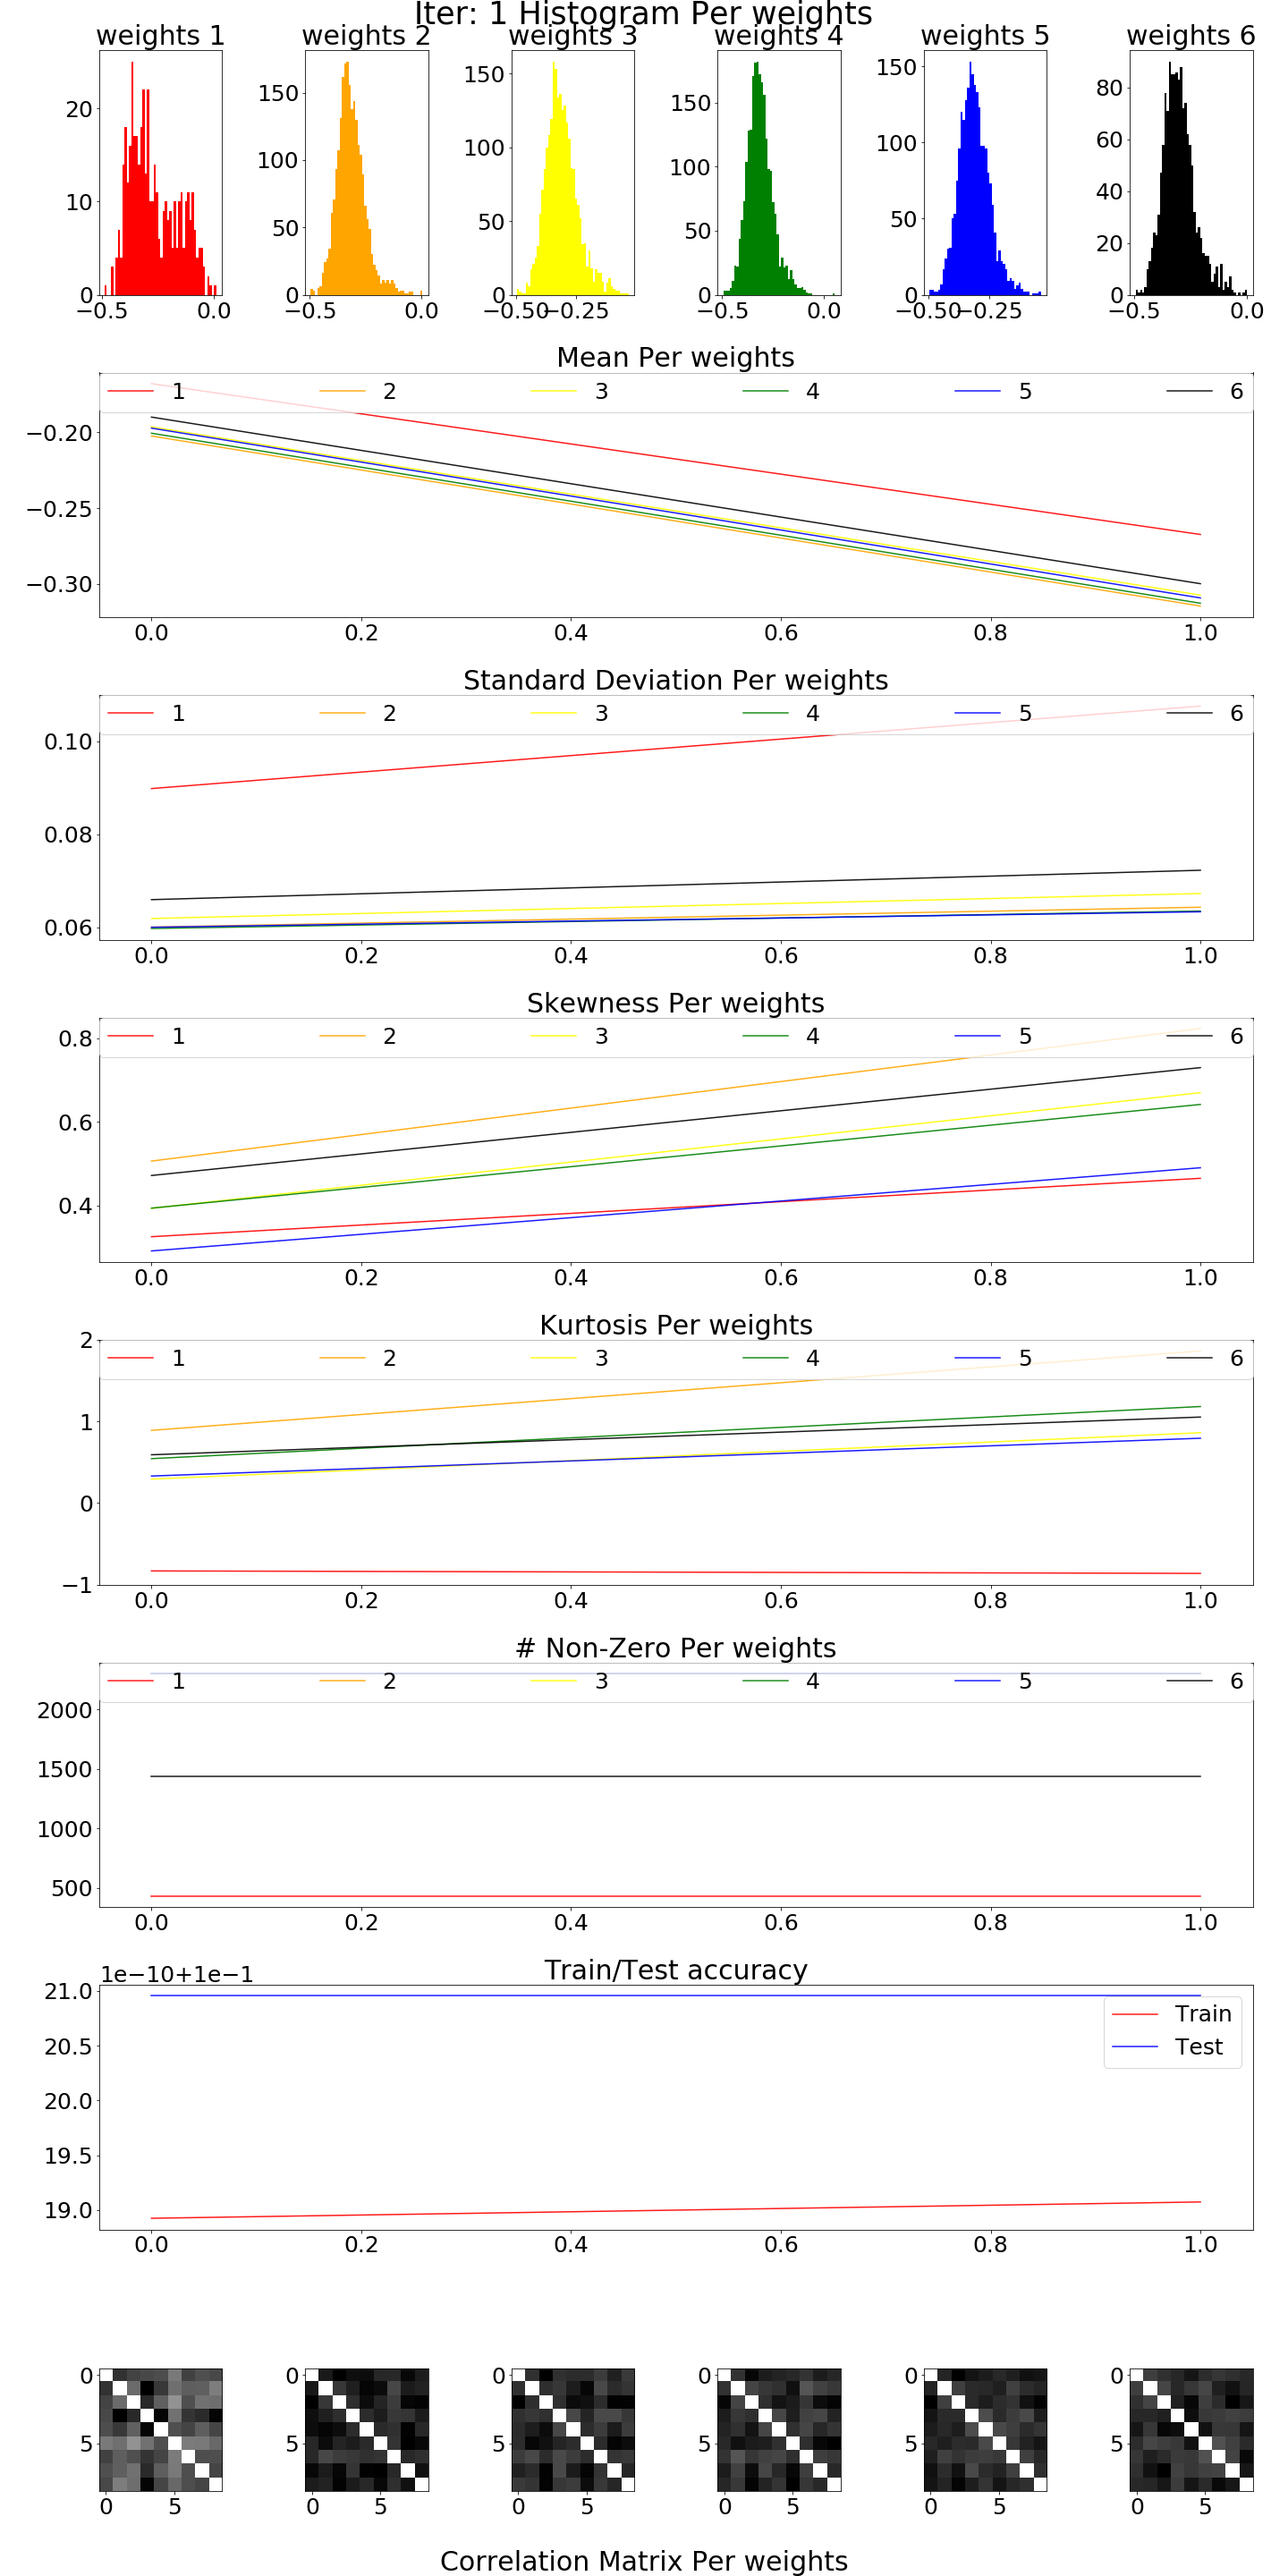 Iter: 1 Histogram Per weights
weights 1 weights 2 weights 3 weights 4 weights 5 weights 6
20 10 0
150 100 50 0
150 100 50 0
150 100 50 0
150 100 50 0
80 60 40 20 0
−0.5 0.0 −0.5 0.0 −0.50 −0.25 −0.5 0.0 −0.50 −0.25 −0.5 0.0
Mean Per weights
1 2 3 4 5 6
−0.20
−0.25
−0.30
0.0 0.2 0.4 0.6 0.8 1.0
Standard Deviation Per weights
1 2 3 4 5 6
0.10
0.08
0.06
0.0 0.2 0.4 0.6 0.8 1.0
Skewness Per weights
0.8
1 2 3 4 5 6
0.6
0.4
0.0 0.2 0.4 0.6 0.8 1.0
Kurtosis Per weights
2
1 2 3 4 5 6
1
0
−1
0.0 0.2 0.4 0.6 0.8 1.0
# Non-Zero Per weights
1 2 3 4 5 6
2000
1500
1000
500
0.0 0.2 0.4 0.6 0.8 1.0
Train/Test accuracy
1e−10+1e−1
21.0
Train
Test
20.5
20.0
19.5
19.0
0.0 0.2 0.4 0.6 0.8 1.0
0 0 0 0 0 0
5 5 5 5 5 5
0 5 0 5 0 5 0 5 0 5 0 5
Correlation Matrix Per weights